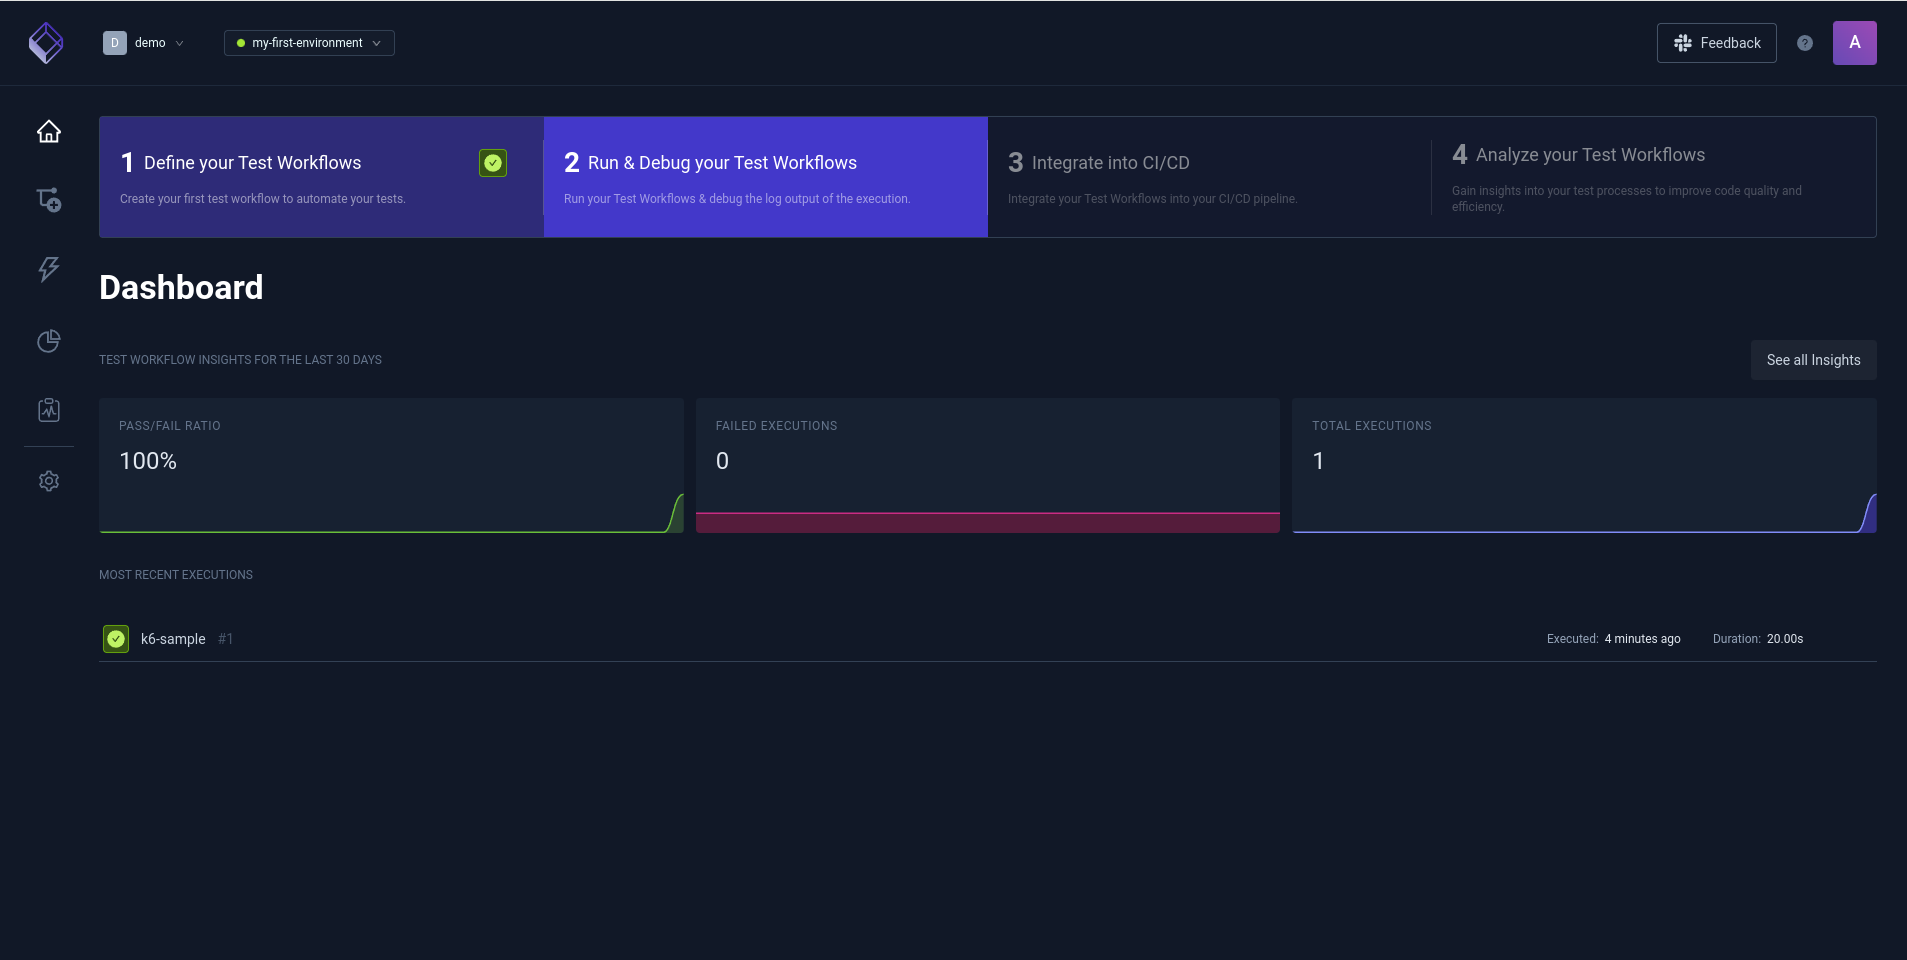 D demo my-first-environment Feedback ? A
1 Define your Test Workflows
Create your first test workflow to automate your tests.
2 Run & Debug your Test Workflows
Run your Test Workflows & debug the log output of the execution.
3 Integrate into CI/CD
Integrate your Test Workflows into your CI/CD pipeline.
4 Analyze your Test Workflows
Gain insights into your test processes to improve code quality and
efficiency.
Dashboard
TEST WORKFLOW INSIGHTS FOR THE LAST 30 DAYS
See all Insights
PASS/FAIL RATIO
100%
FAILED EXECUTIONS
0
TOTAL EXECUTIONS
1
MOST RECENT EXECUTIONS
k6-sample #1 Executed: 4 minutes ago Duration: 20.00s